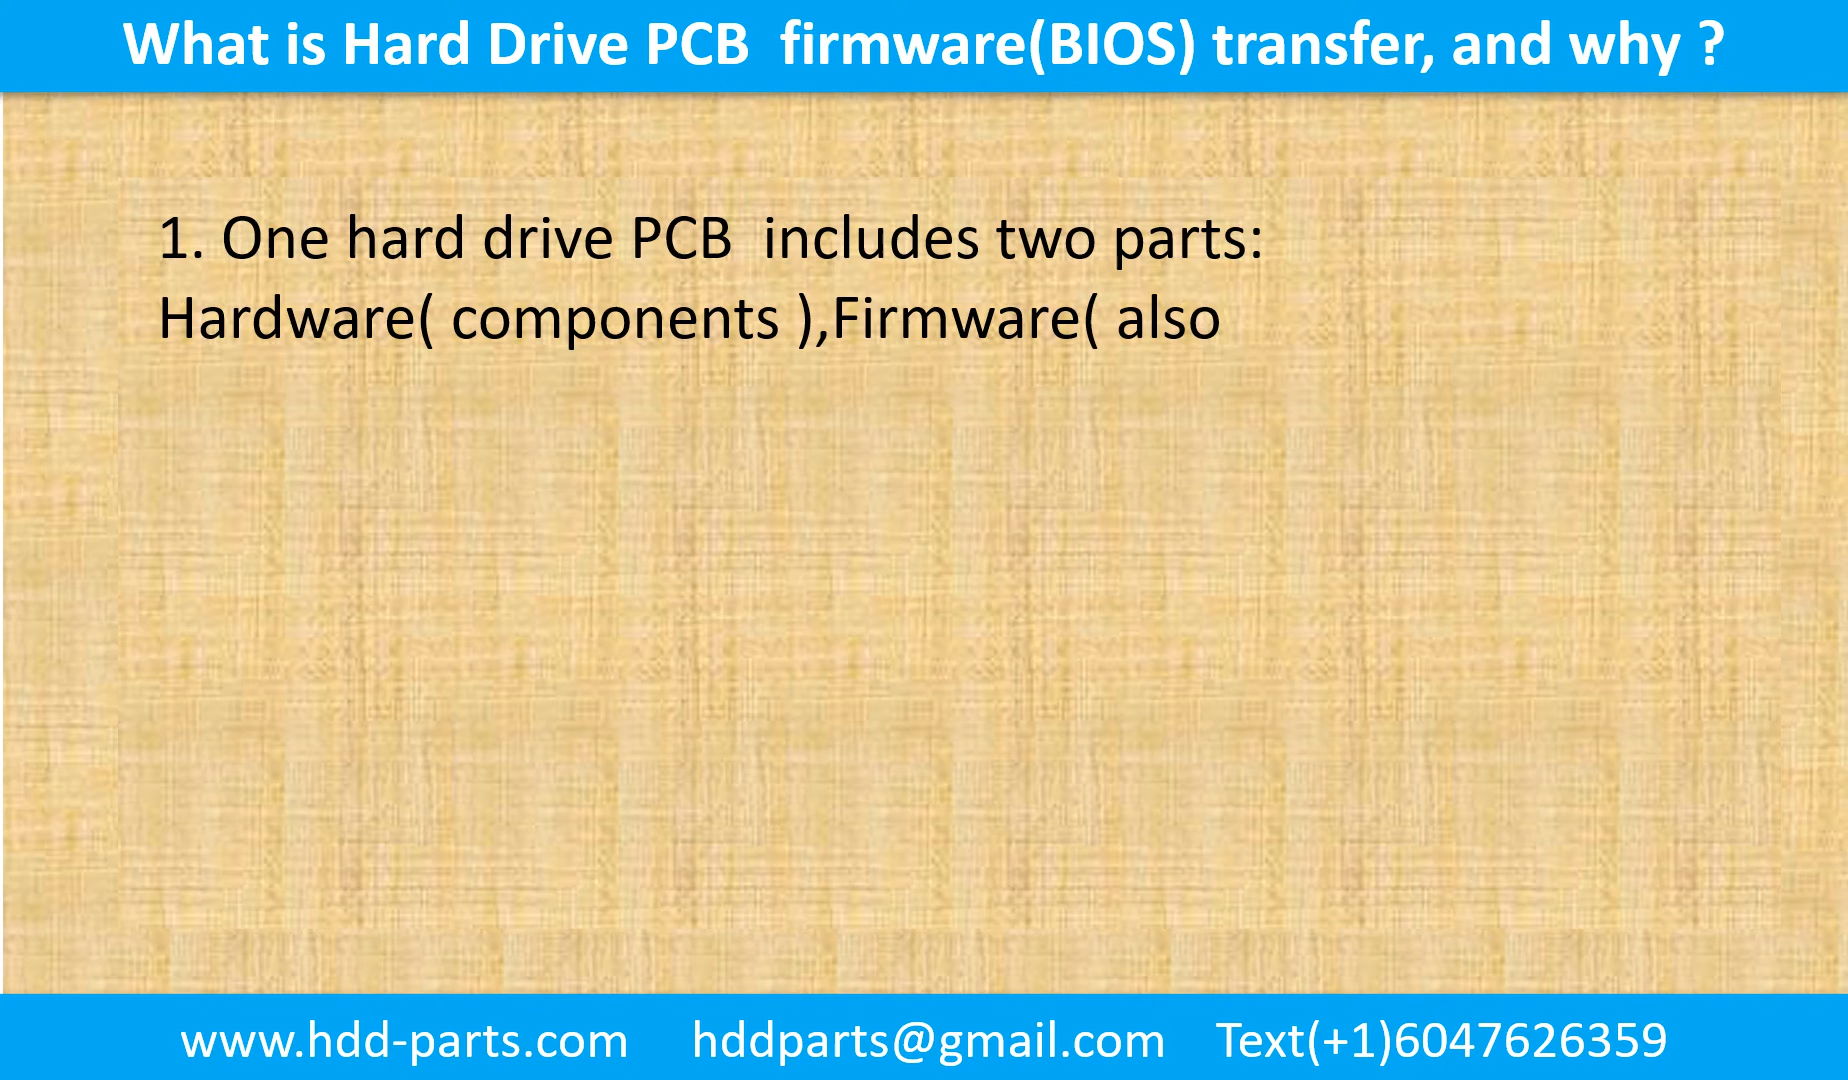 What is Hard Drive PCB  firmware(BIOS) transfer, and why ?
1. One hard drive PCB  includes two parts:
Hardware( components ),Firmware( also
www.hdd-parts.com hddparts@gmail.com Text(+1)6047626359